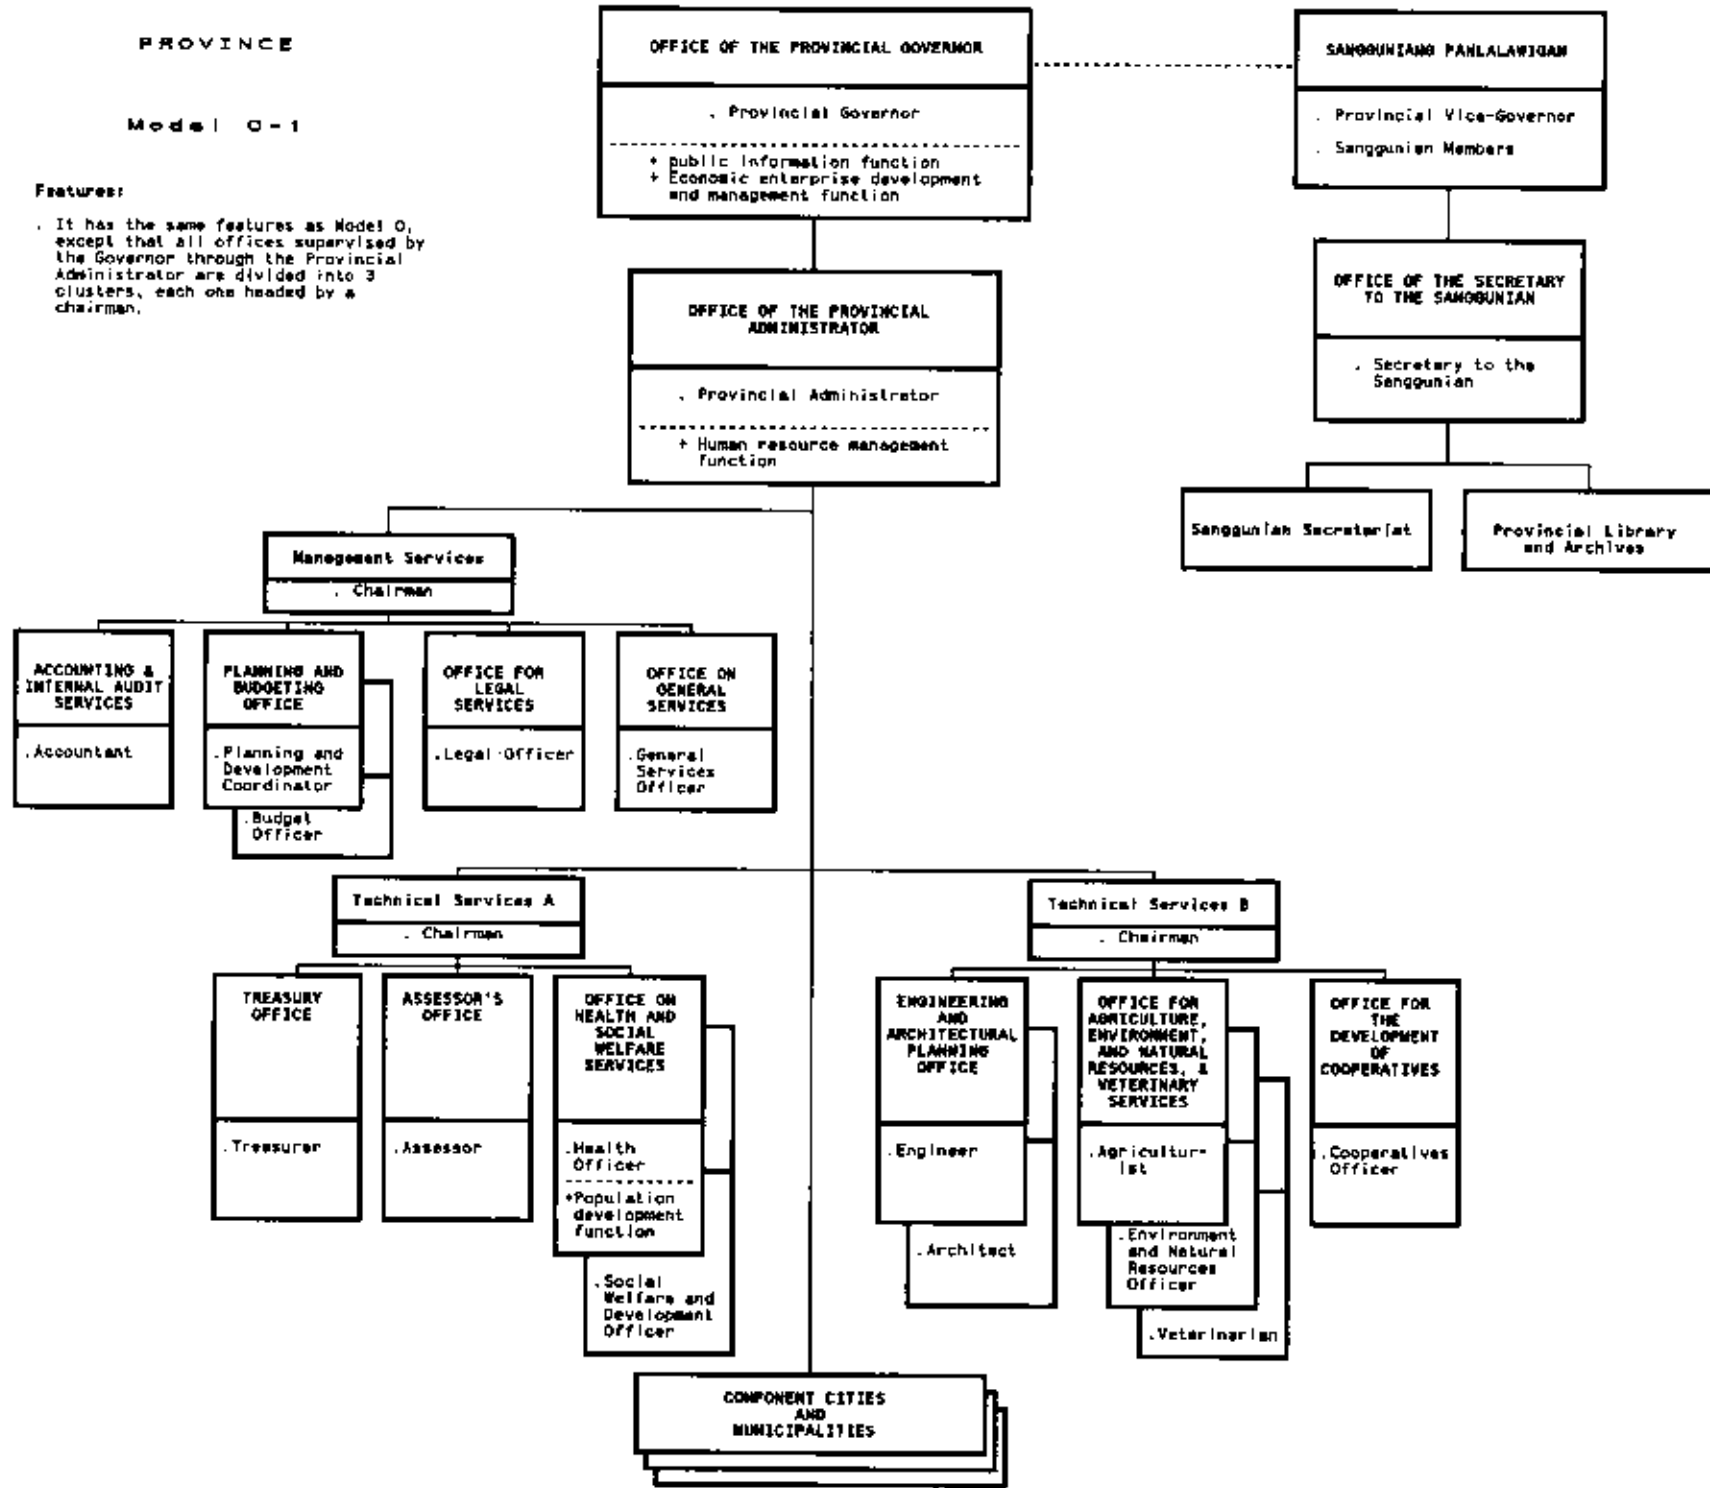 PROVINCE
Model O-1
Features:
. It has the same features as Model O,
except that all offices supervised by
the Governor through the Provincial
Administrator are divided into 3
clusters, each one headed by a
chairman.
OFFICE OF THE PROVINCIAL GOVERNOR
. Provincial Governor
+ public information function
+ Economic enterprise development
and management function
SANGGUNIANG PANLALAWIGAN
. Provincial Vice-Governor
. Sanggunian Members
OFFICE OF THE PROVINCIAL
ADMINISTRATOR
. Provincial Administrator
+ Human resource management
function
OFFICE OF THE SECRETARY
TO THE SANGGUNIAN
. Secretary to the
Sanggunian
Sanggunian Secretariat
Provincial Library
and Archives
Management Services
. Chairman
ACCOUNTING &
INTERNAL AUDIT
SERVICES
.Accountant
PLANNING AND
BUDGETING
OFFICE
.Planning and
Development
Coordinator
.Budget
Officer
OFFICE FOR
LEGAL
SERVICES
.Legal Officer
OFFICE ON
GENERAL
SERVICES
.General
Services
Officer
Technical Services A
. Chairman
TREASURY
OFFICE
.Treasurer
ASSESSOR'S
OFFICE
.Assessor
OFFICE ON
HEALTH AND
SOCIAL
WELFARE
SERVICES
.Health
Officer
+Population
development
function
.Social
Welfare and
Development
Officer
Technical Services B
. Chairman
ENGINEERING
AND
ARCHITECTURAL
PLANNING
OFFICE
.Engineer
.Architect
OFFICE FOR
AGRICULTURE,
ENVIRONMENT,
AND NATURAL
RESOURCES, &
VETERINARY
SERVICES
.Agricultur-
ist
.Environment
and Natural
Resources
Officer
.Veterinarian
OFFICE FOR
THE
DEVELOPMENT
OF
COOPERATIVES
.Cooperatives
Officer
COMPONENT CITIES
AND
MUNICIPALITIES